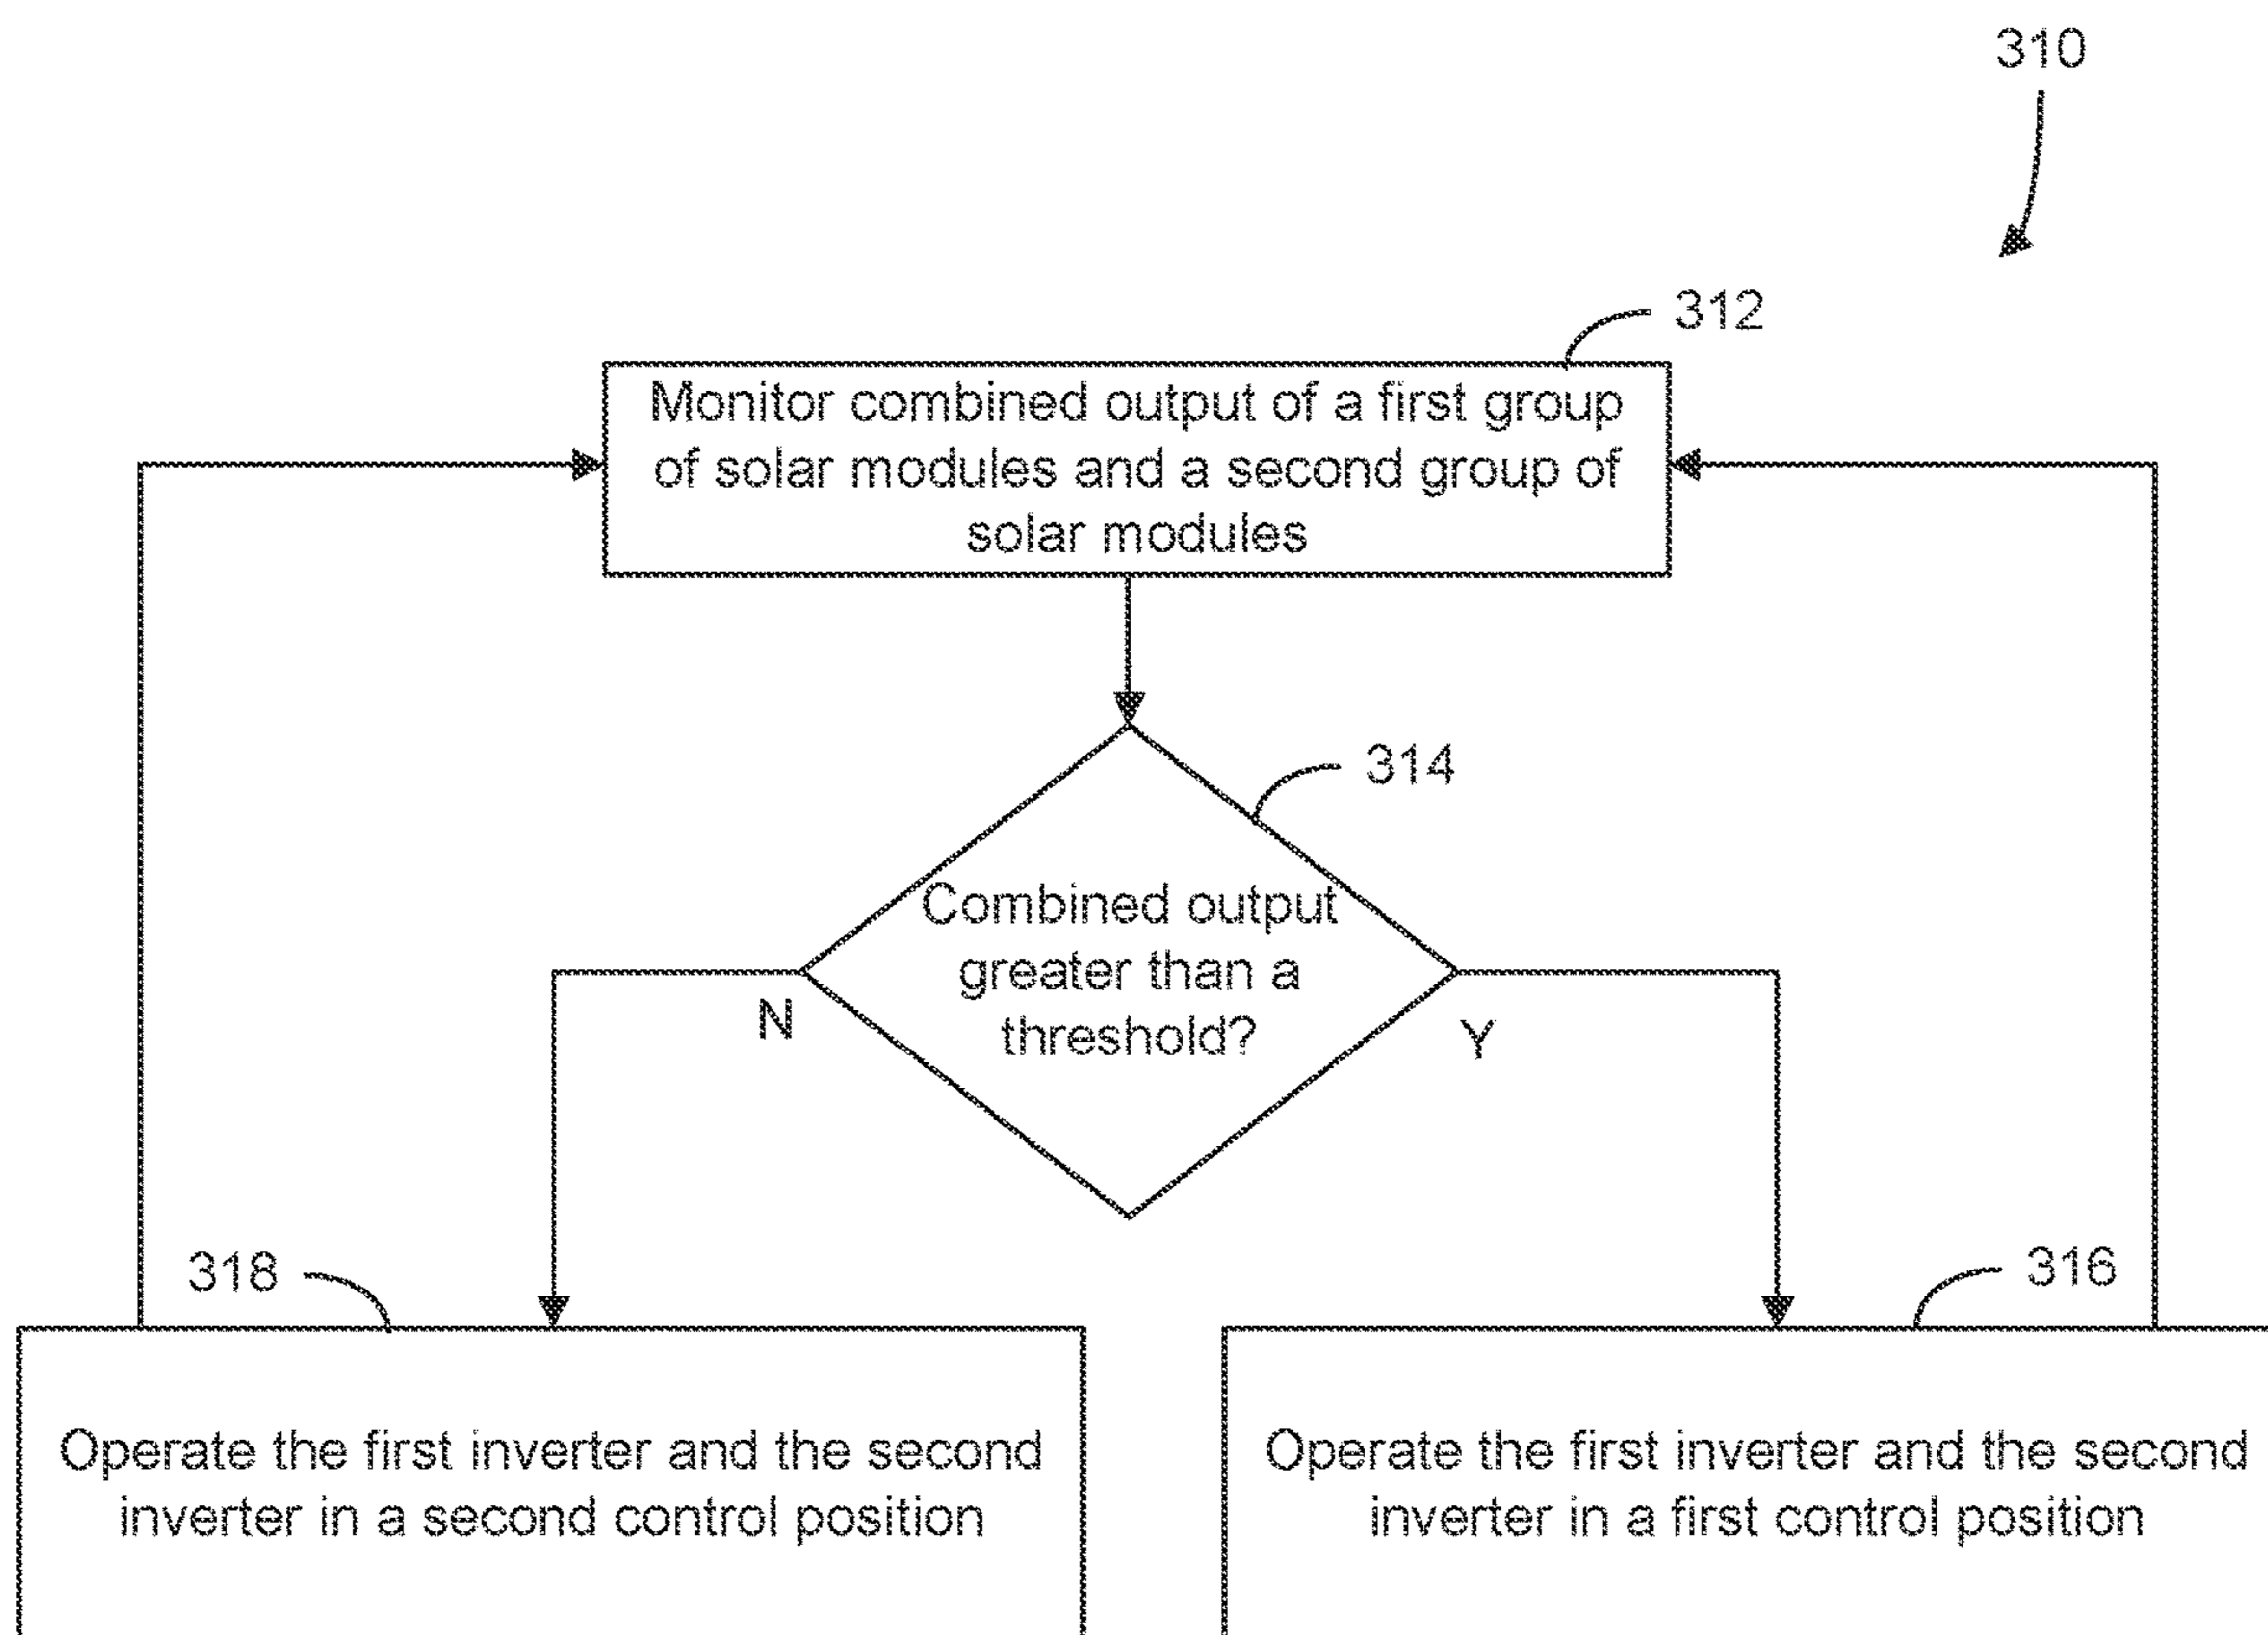 310
312
Monitor combined output of a first group
of solar modules and a second group of
solar modules
314
Combined output
greater than a
threshold?
N
Y
318
316
Operate the first inverter and the second
inverter in a second control position
Operate the first inverter and the second
inverter in a first control position